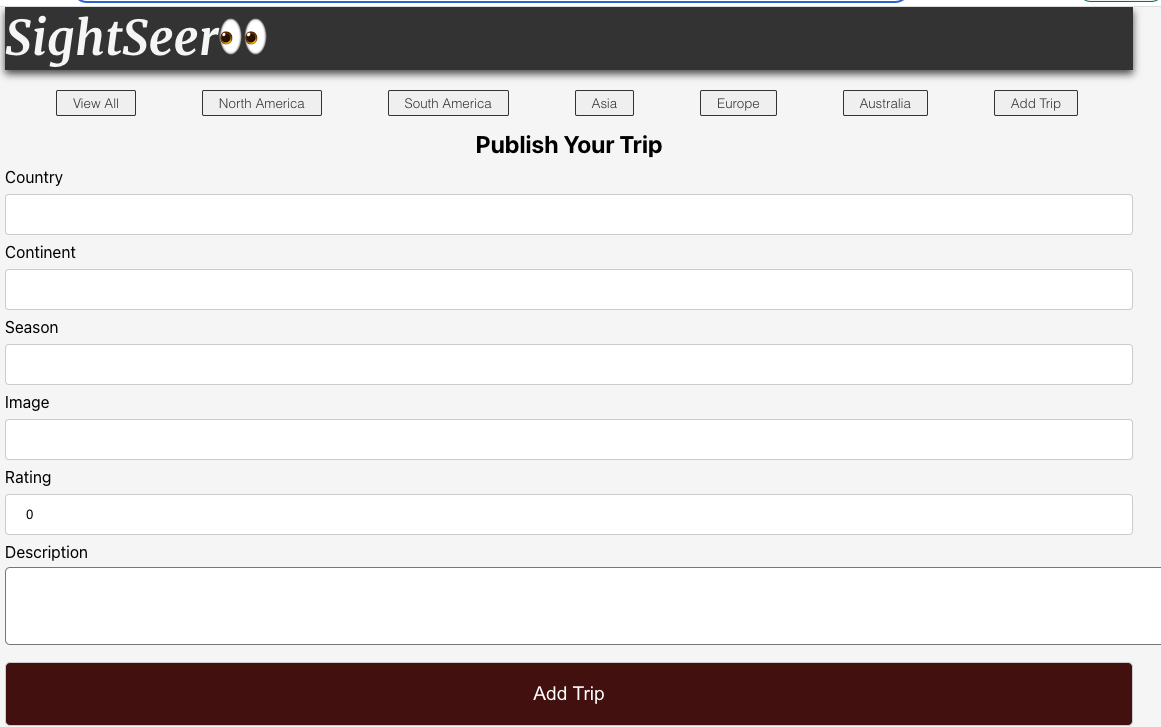 SightSeer👀
View All North America South America Asia Europe Australia Add Trip
Publish Your Trip
Country
Continent
Season
Image
Rating
0
Description
Add Trip